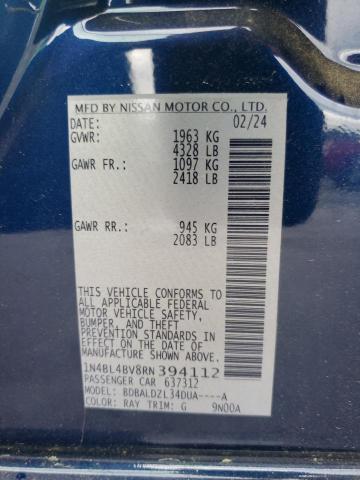 MFD BY NISSAN MOTOR CO., LTD.
DATE: 02/24
GVWR: 1963 KG
4328 LB
GAWR FR: 1097 KG
2418 LB
GAWR RR: 945 KG
2083 LB
THIS VEHICLE CONFORMS TO
ALL APPLICABLE FEDERAL
MOTOR VEHICLE SAFETY,
BUMPER, AND THEFT
PREVENTION STANDARDS
IN EFFECT ON THE DATE OF
MANUFACTURE SHOWN ABOVE.
1N4BL4BV8RN394112
PASSENGER CAR 637312
MODEL: BDBALDZL34DUA----A
COLOR: RAY TRIM: G 9N00A